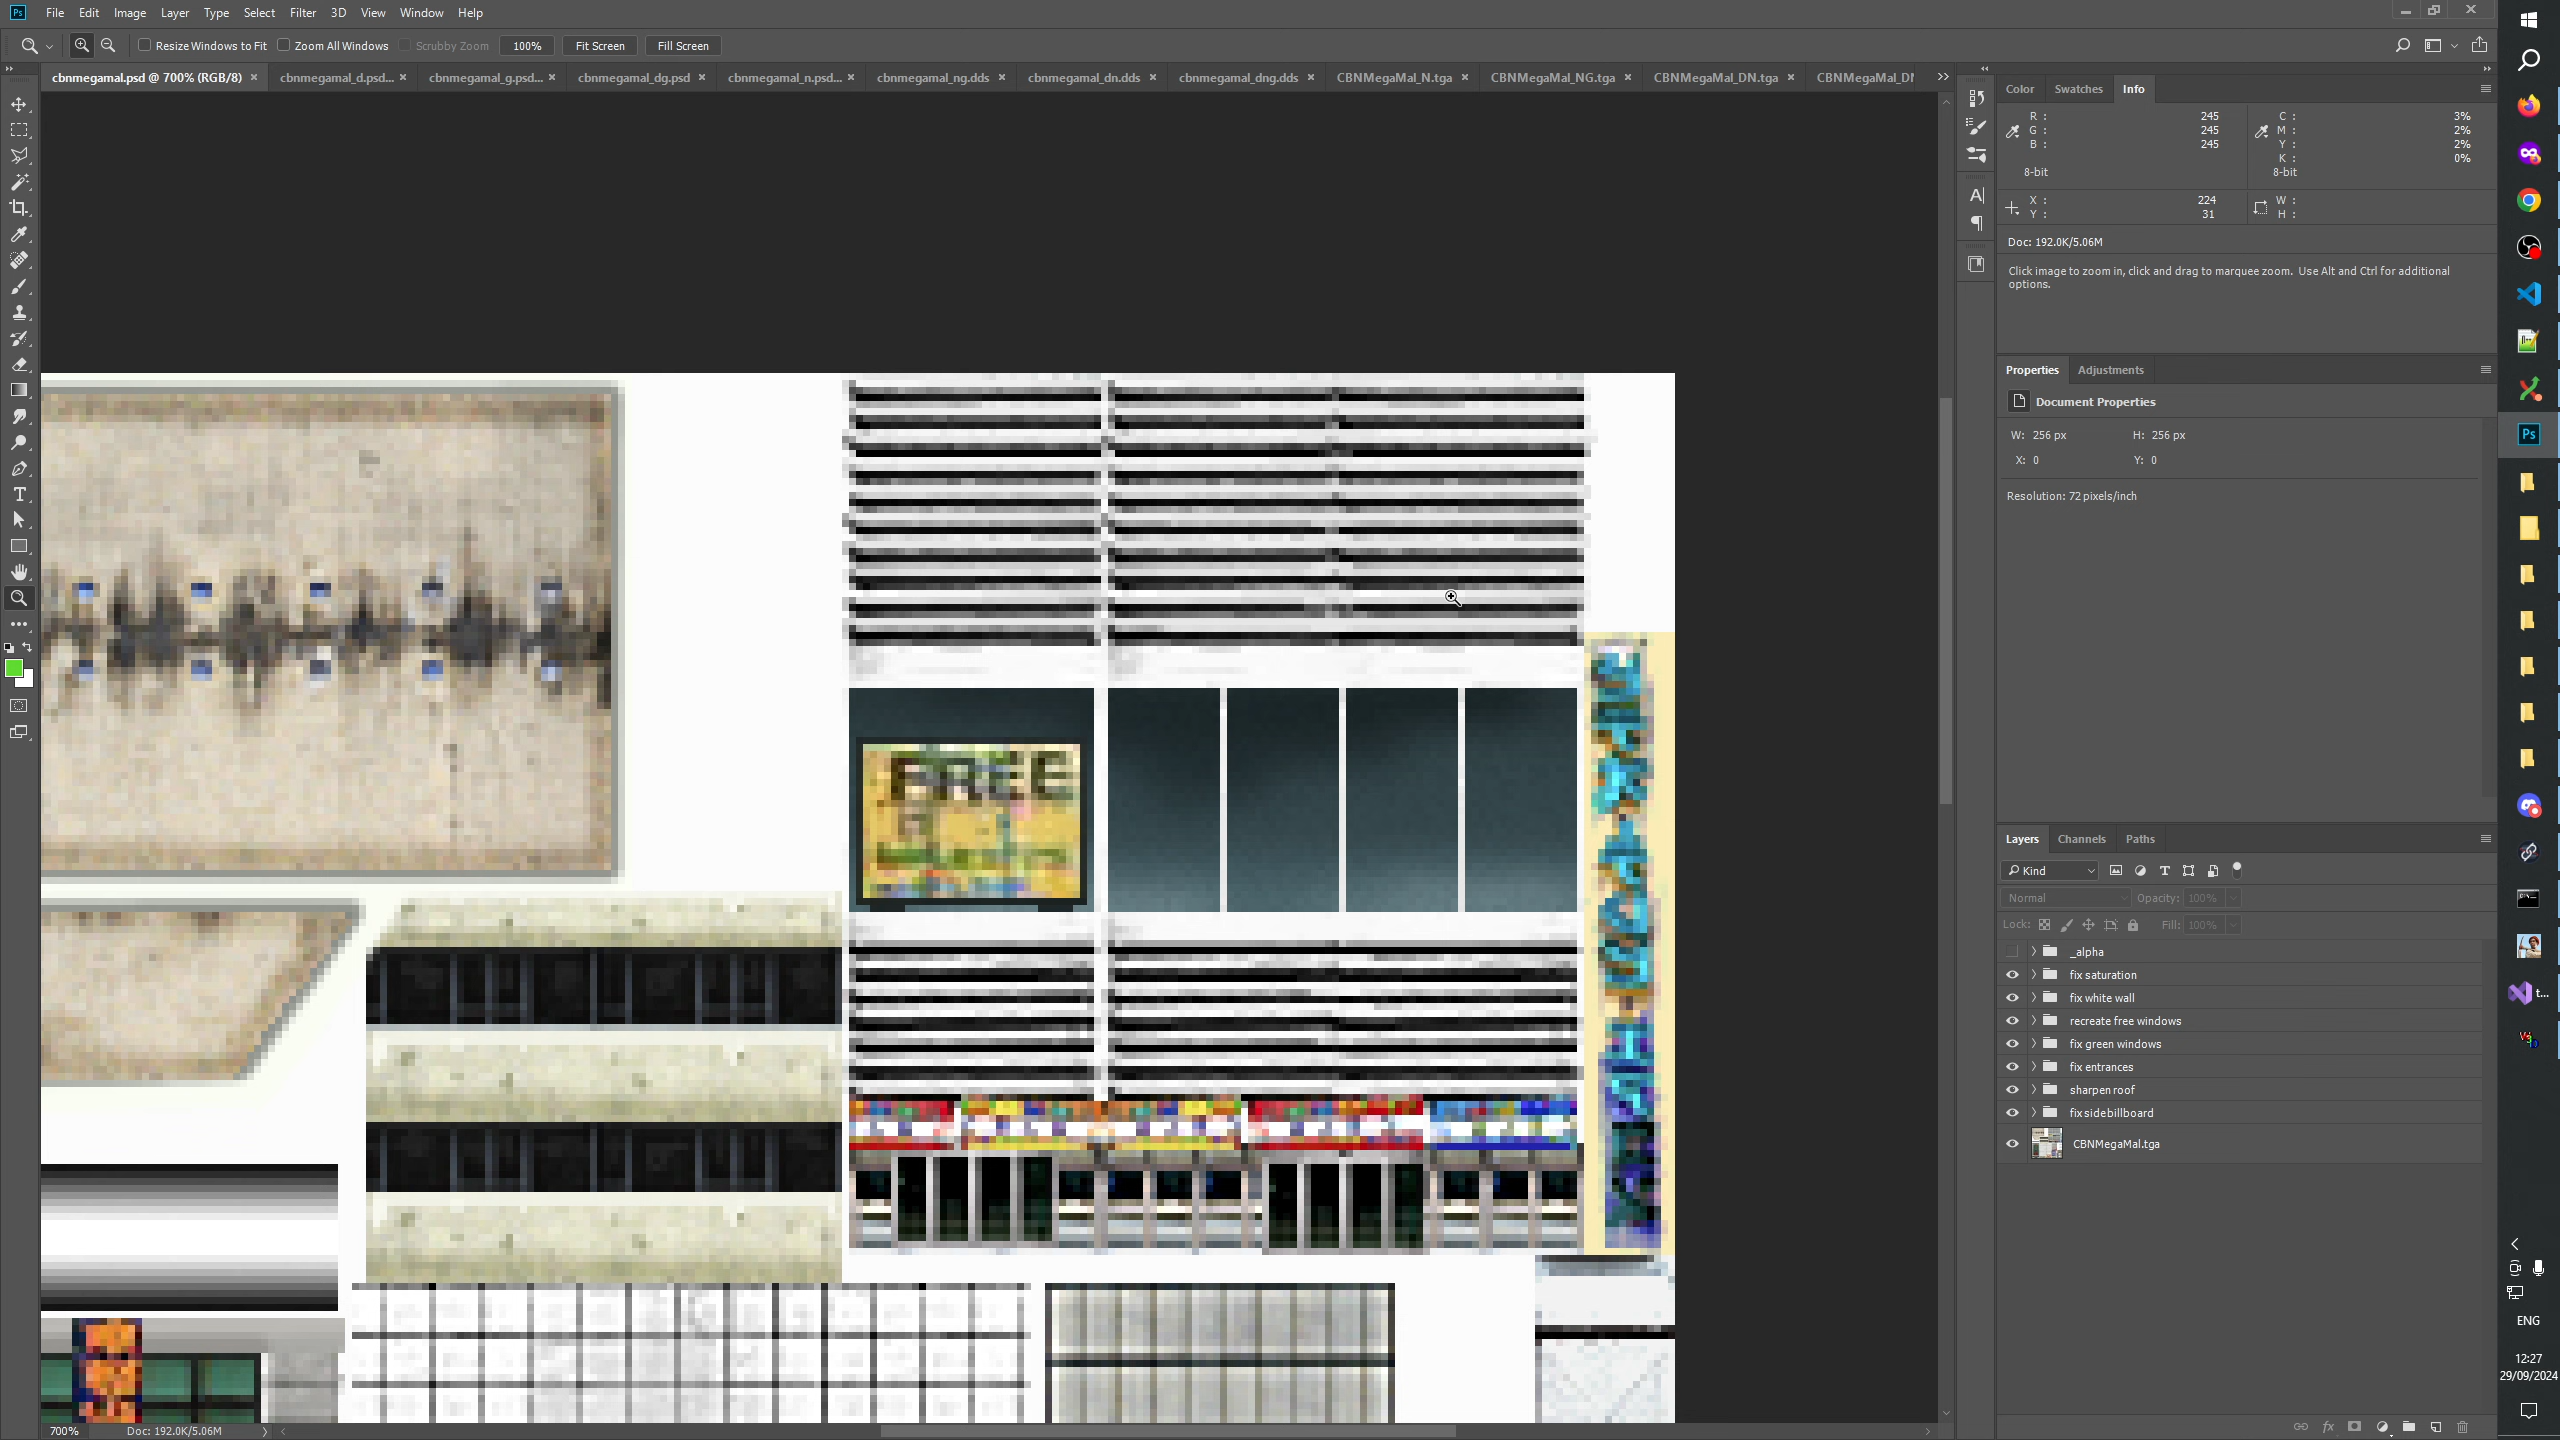 Ps File Edit Image Layer Type Select Filter 3D View Window Help
Resize Windows to Fit Zoom All Windows Scrubby Zoom 100% Fit Screen Fill Screen
cbnmegamal.psd @ 700% (RGB/8) × cbnmegamal_d.psd... × cbnmegamal_g.psd... × cbnmegamal_dg.psd × cbnmegamal_n.psd... × cbnmegamal_ng.dds × cbnmegamal_dn.dds × cbnmegamal_dng.dds × CBNMegaMal_N.tga × CBNMegaMal_NG.tga × CBNMegaMal_DN.tga ×
Color Swatches Info
R : 245 C : 3%
G : 245 M : 2%
B : 245 Y : 2%
K : 0%
8-bit 8-bit
X : 224 W :
Y : 31 H :
Doc: 192.0K/5.06M
Click image to zoom in, click and drag to marquee zoom. Use Alt and Ctrl for additional
options.
Properties Adjustments
Document Properties
W: 256 px H: 256 px
X: 0 Y: 0
Resolution: 72 pixels/inch
FREE
Layers Channels Paths
Kind
Normal Opacity: 100%
Lock: Fill: 100%
_alpha
fix saturation
fix white wall
recreate free windows
fix green windows
fix entrances
sharpen roof
fix sidebillboard
CBNMegaMal.tga
700% Doc: 192.0K/5.06M
Ps
t...
ENG
12:27
29/09/2024